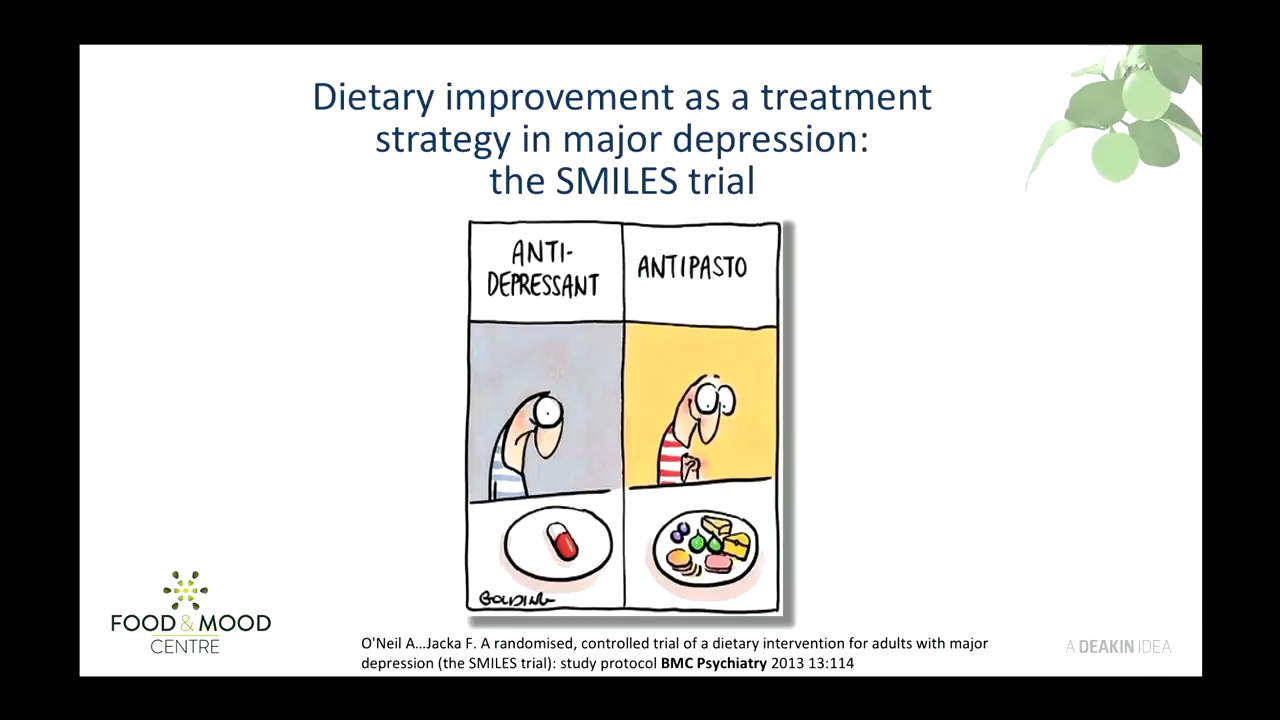 Dietary improvement as a treatment
strategy in major depression:
the SMILES trial
ANTI-
DEPRESSANT
ANTIPASTO
GOLDING
FOOD & MOOD
CENTRE
O'Neil A...Jacka F. A randomised, controlled trial of a dietary intervention for adults with major
depression (the SMILES trial): study protocol BMC Psychiatry 2013 13:114
A DEAKIN IDEA